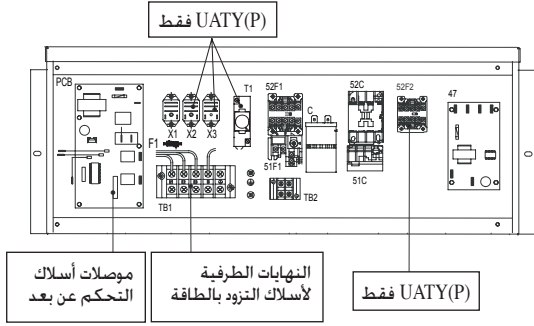 UATY(P) فقط
PCB
T1
52F1
52C
52F2
47
C
X1 X2 X3
F1
51F1
51C
TB1
TB2
موصلات أسلاك
التحكم عن بعد
النهايات الطرفية
لأسلاك التزود بالطاقة
UATY(P) فقط